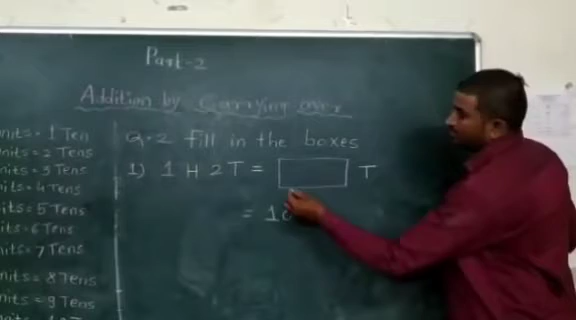 Part-2
Addition by Carrying over
nits = 1 Ten
nits = 2 Tens
nits = 3 Tens
nits = 4 Tens
nits = 5 Tens
nits = 6 Tens
nits = 7 Tens
nits = 8 Tens
nits = 9 Tens
Q.2 fill in the boxes
1) 1 H 2 T = T
= 10